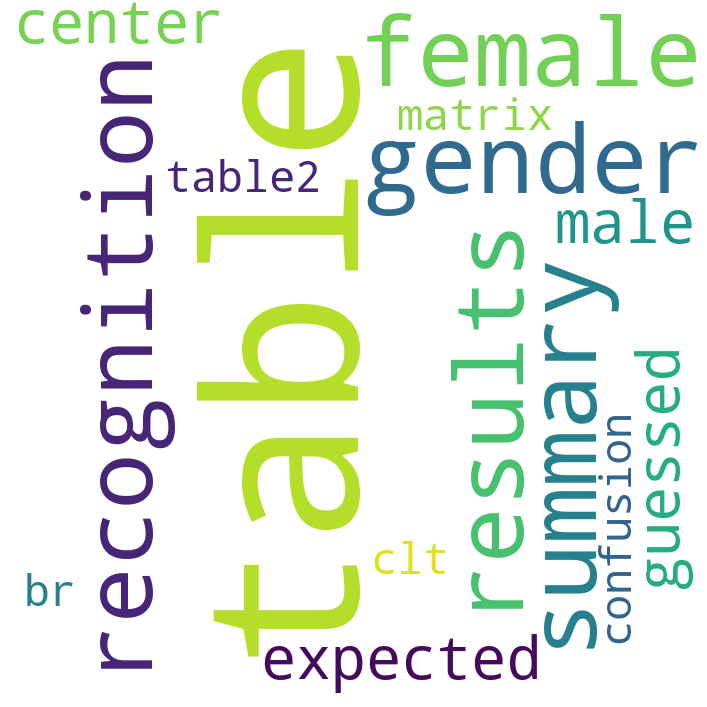 center
female
matrix
gender
table2
male
recognition
table
results
summary
guessed
confusion
clt
br
expected